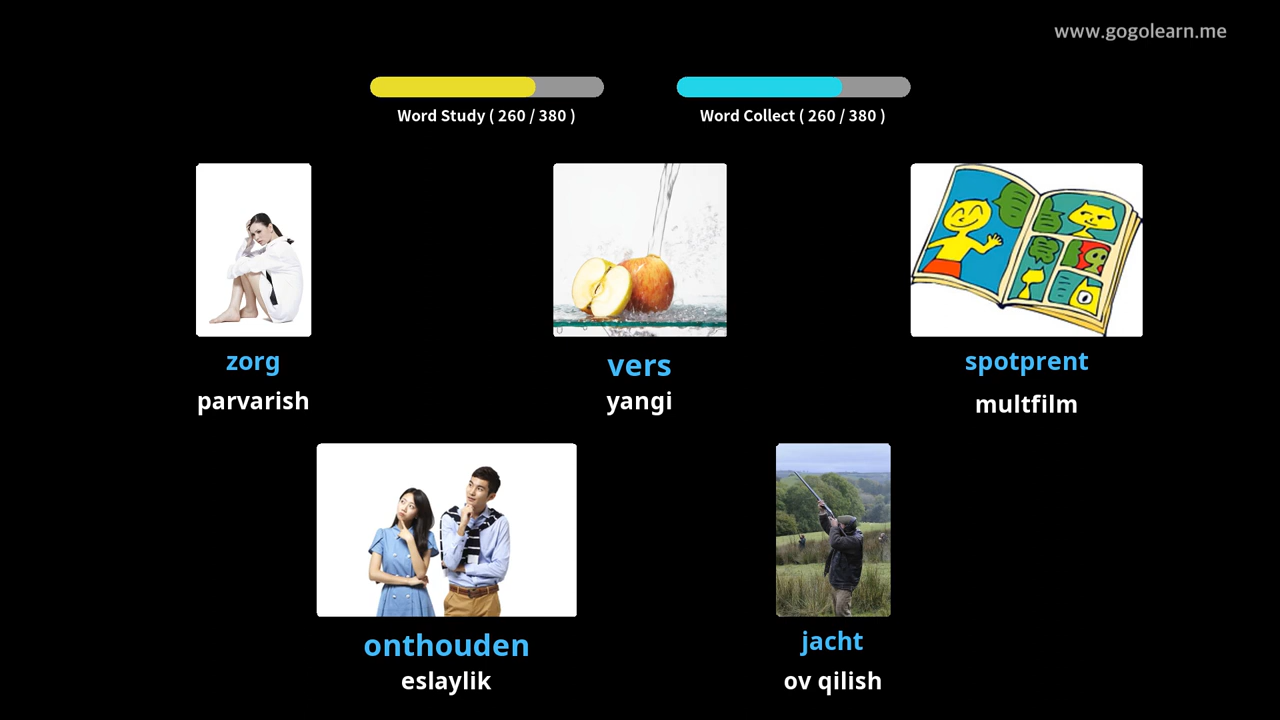 www.gogolearn.me
Word Study ( 260 / 380 )
Word Collect ( 260 / 380 )
zorg
parvarish
vers
yangi
spotprent
multfilm
onthouden
eslaylik
jacht
ov qilish